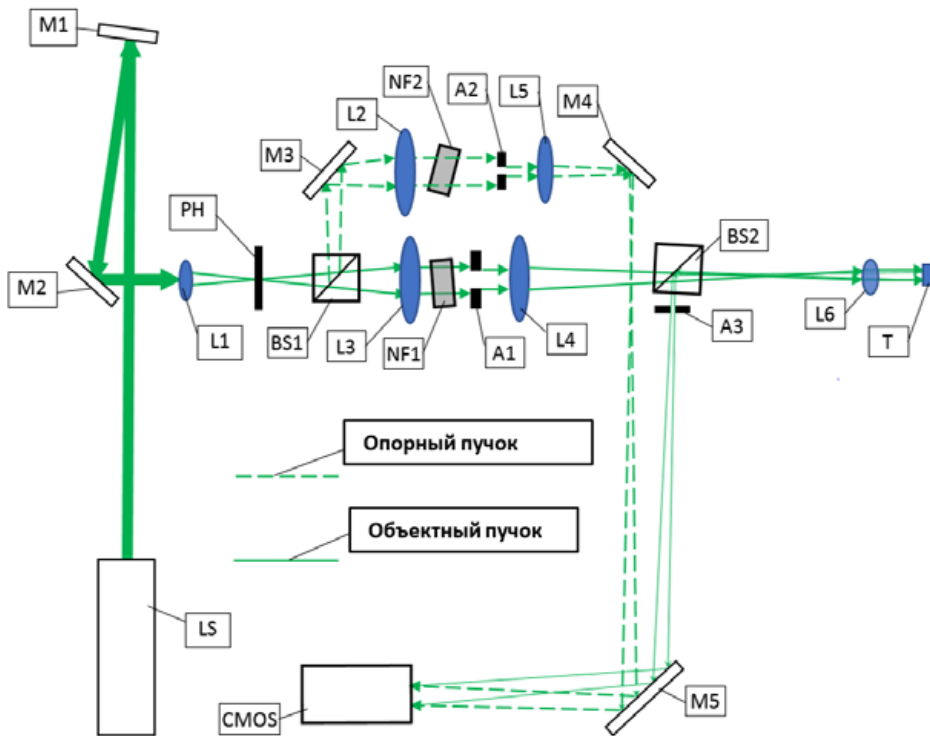 M1
NF2
A2
L5
M4
L2
M3
PH
BS2
M2
L1
BS1
L3
NF1
A1
L4
A3
L6
T
Опорный пучок
Объектный пучок
LS
CMOS
M5